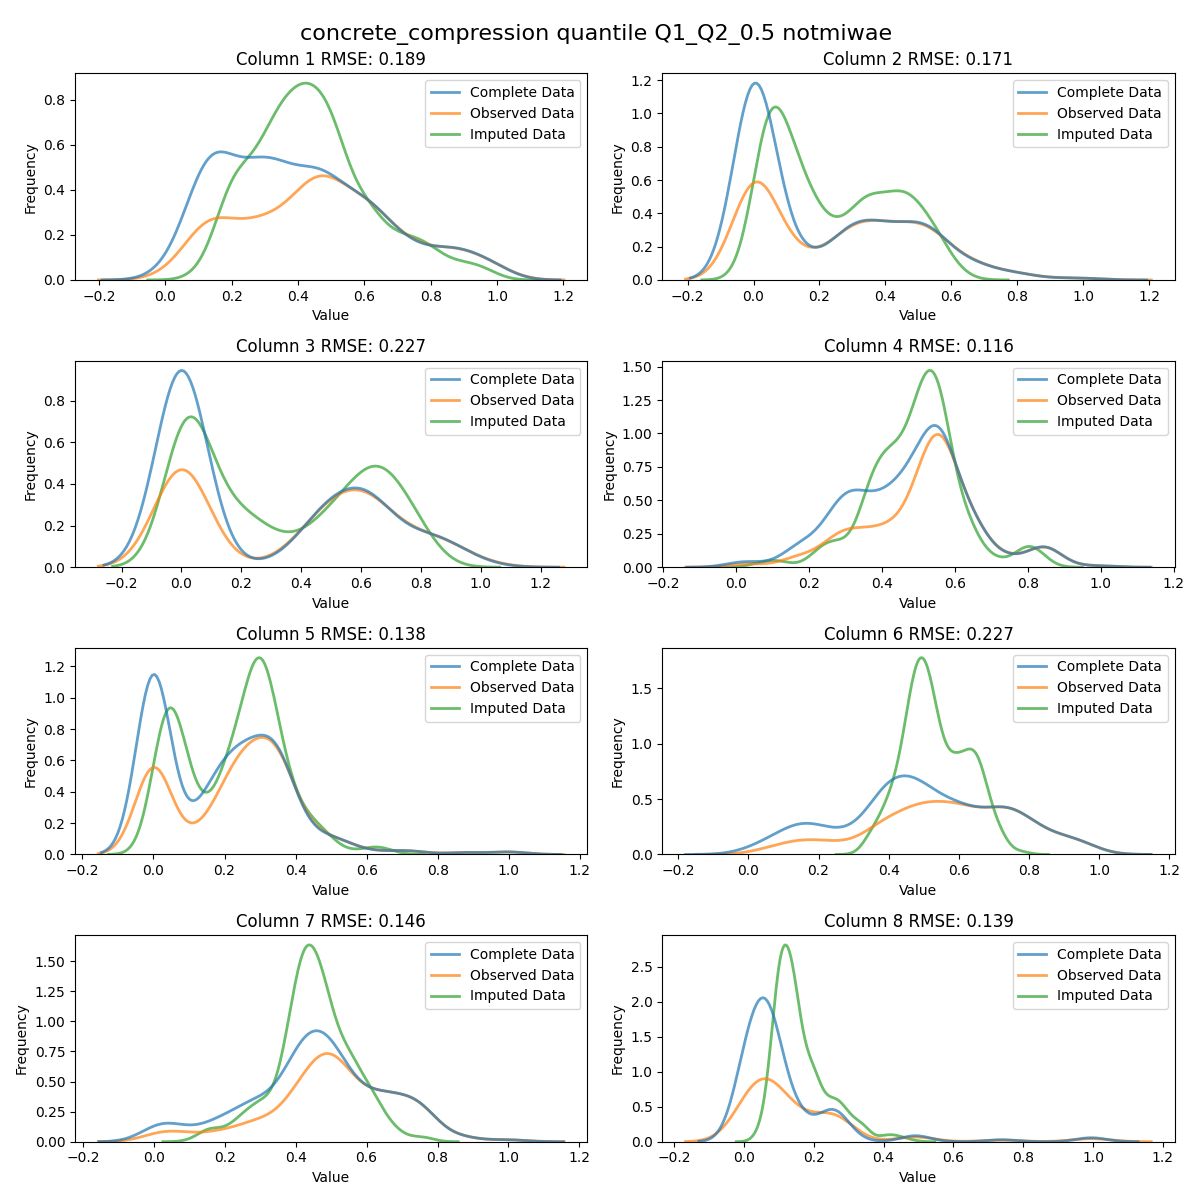 concrete_compression quantile Q1_Q2_0.5 notmiwae
Column 1 RMSE: 0.189
Frequency
0.8
0.6
0.4
0.2
0.0
Complete Data
Observed Data
Imputed Data
−0.2 0.0 0.2 0.4 0.6 0.8 1.0 1.2
Value
Column 2 RMSE: 0.171
Frequency
1.2
1.0
0.8
0.6
0.4
0.2
0.0
Complete Data
Observed Data
Imputed Data
−0.2 0.0 0.2 0.4 0.6 0.8 1.0 1.2
Value
Column 3 RMSE: 0.227
Frequency
0.8
0.6
0.4
0.2
0.0
Complete Data
Observed Data
Imputed Data
−0.2 0.0 0.2 0.4 0.6 0.8 1.0 1.2
Value
Column 4 RMSE: 0.116
Frequency
1.50
1.25
1.00
0.75
0.50
0.25
0.00
Complete Data
Observed Data
Imputed Data
−0.2 0.0 0.2 0.4 0.6 0.8 1.0 1.2
Value
Column 5 RMSE: 0.138
Frequency
1.2
1.0
0.8
0.6
0.4
0.2
0.0
Complete Data
Observed Data
Imputed Data
−0.2 0.0 0.2 0.4 0.6 0.8 1.0 1.2
Value
Column 6 RMSE: 0.227
Frequency
1.5
1.0
0.5
0.0
Complete Data
Observed Data
Imputed Data
−0.2 0.0 0.2 0.4 0.6 0.8 1.0 1.2
Value
Column 7 RMSE: 0.146
Frequency
1.50
1.25
1.00
0.75
0.50
0.25
0.00
Complete Data
Observed Data
Imputed Data
−0.2 0.0 0.2 0.4 0.6 0.8 1.0 1.2
Value
Column 8 RMSE: 0.139
Frequency
2.5
2.0
1.5
1.0
0.5
0.0
Complete Data
Observed Data
Imputed Data
−0.2 0.0 0.2 0.4 0.6 0.8 1.0 1.2
Value